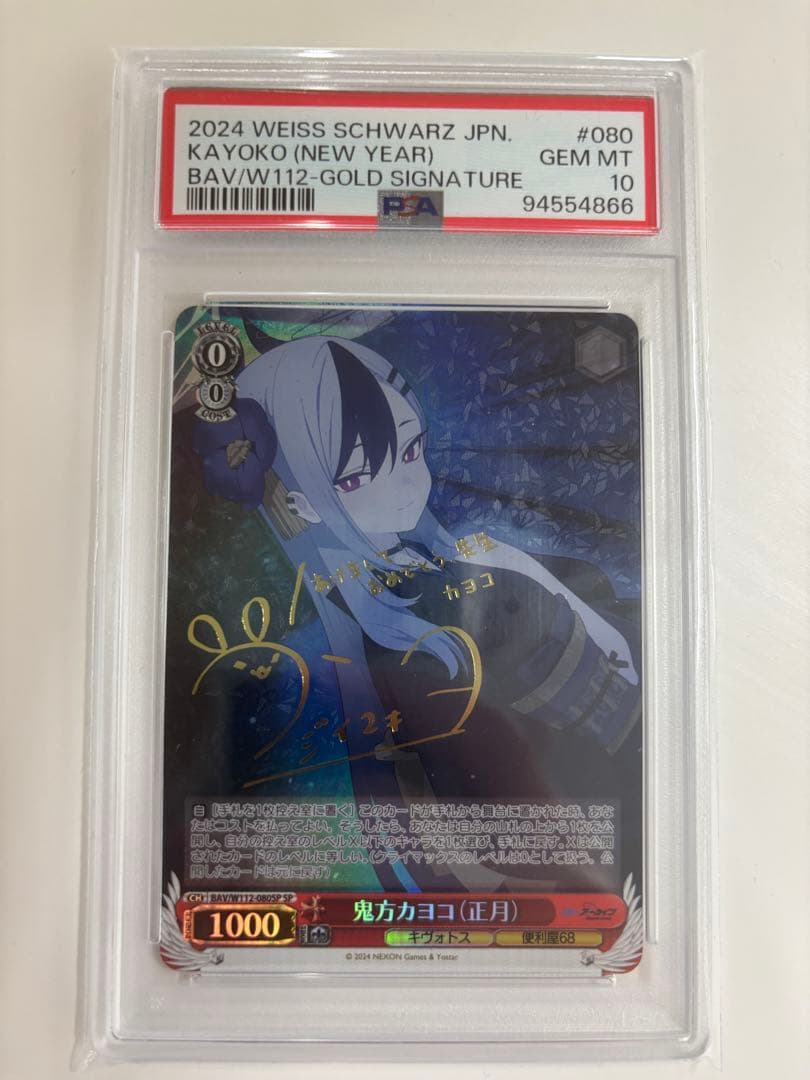 2024 WEISS SCHWARZ JPN. #080
KAYOKO (NEW YEAR) GEM MT
BAV/W112-GOLD SIGNATURE 10
PSA 94554866
LEVEL
0
0
COST
あけまして
おめでとう、先生
カヨコ
自 [手札を1枚控え室に置く] このカードが手札から舞台に置かれた時、あな
たはコストを払ってよい。そうしたら、あなたは自分の山札の上から1枚を公
開し、自分の控え室のレベルX以下のキャラを1枚選び、手札に戻す。Xは公開
されたカードのレベルに等しい。(クライマックスのレベルは0として扱う。公
開したカードは元に戻す)
CH BAV/W112-080SP SP
1000 鬼方カヨコ(正月)
キヴォトス 便利屋68
© 2024 NEXON Games & Yostar